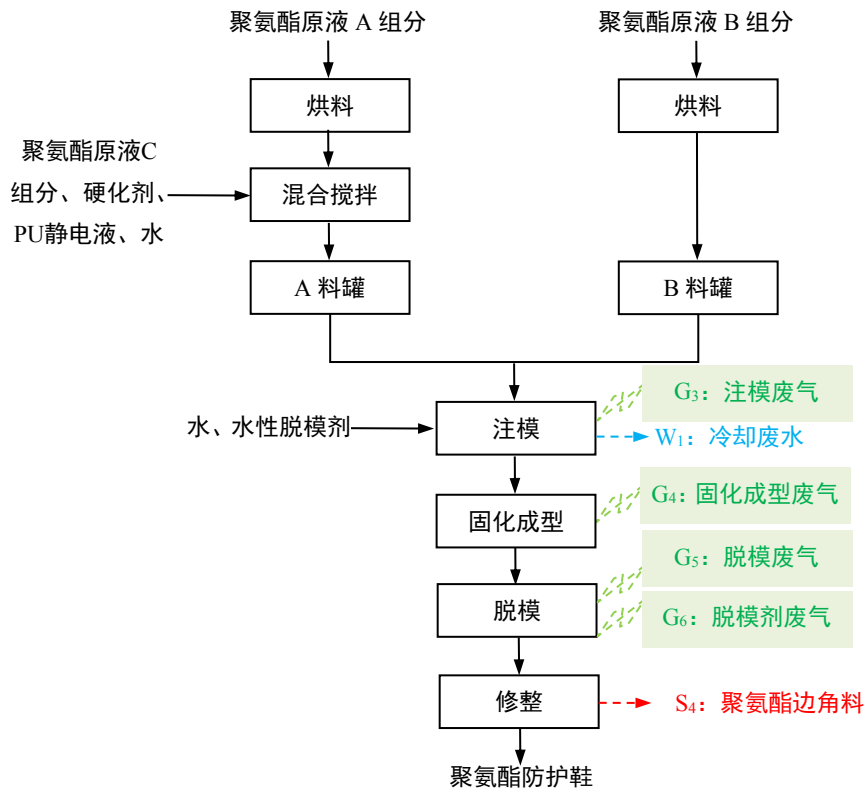 聚氨酯原液 A 组分
聚氨酯原液 B 组分
烘料
烘料
聚氨酯原液C
组分、硬化剂、
PU静电液、水
混合搅拌
A 料罐
B 料罐
G₃：注模废气
水、水性脱模剂
注模
W₁：冷却废水
G₄：固化成型废气
固化成型
G₅：脱模废气
脱模
G₆：脱模剂废气
修整
S₄：聚氨酯边角料
聚氨酯防护鞋